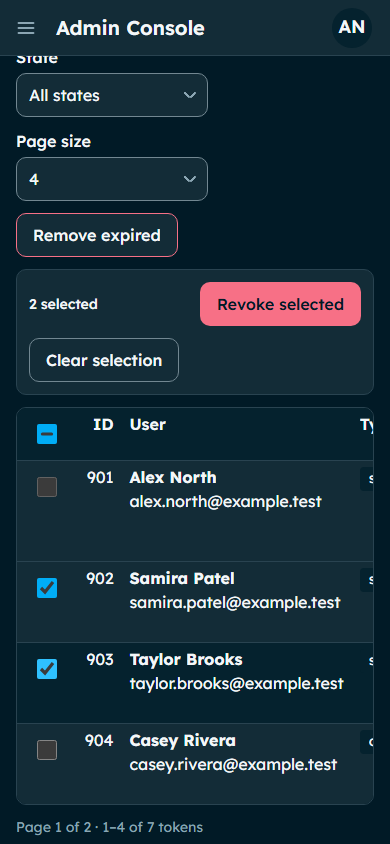 Admin Console
AN
State
All states
Page size
4
Remove expired
2 selected
Revoke selected
Clear selection
ID User
901 Alex North
alex.north@example.test
902 Samira Patel
samira.patel@example.test
903 Taylor Brooks
taylor.brooks@example.test
904 Casey Rivera
casey.rivera@example.test
Page 1 of 2 · 1–4 of 7 tokens